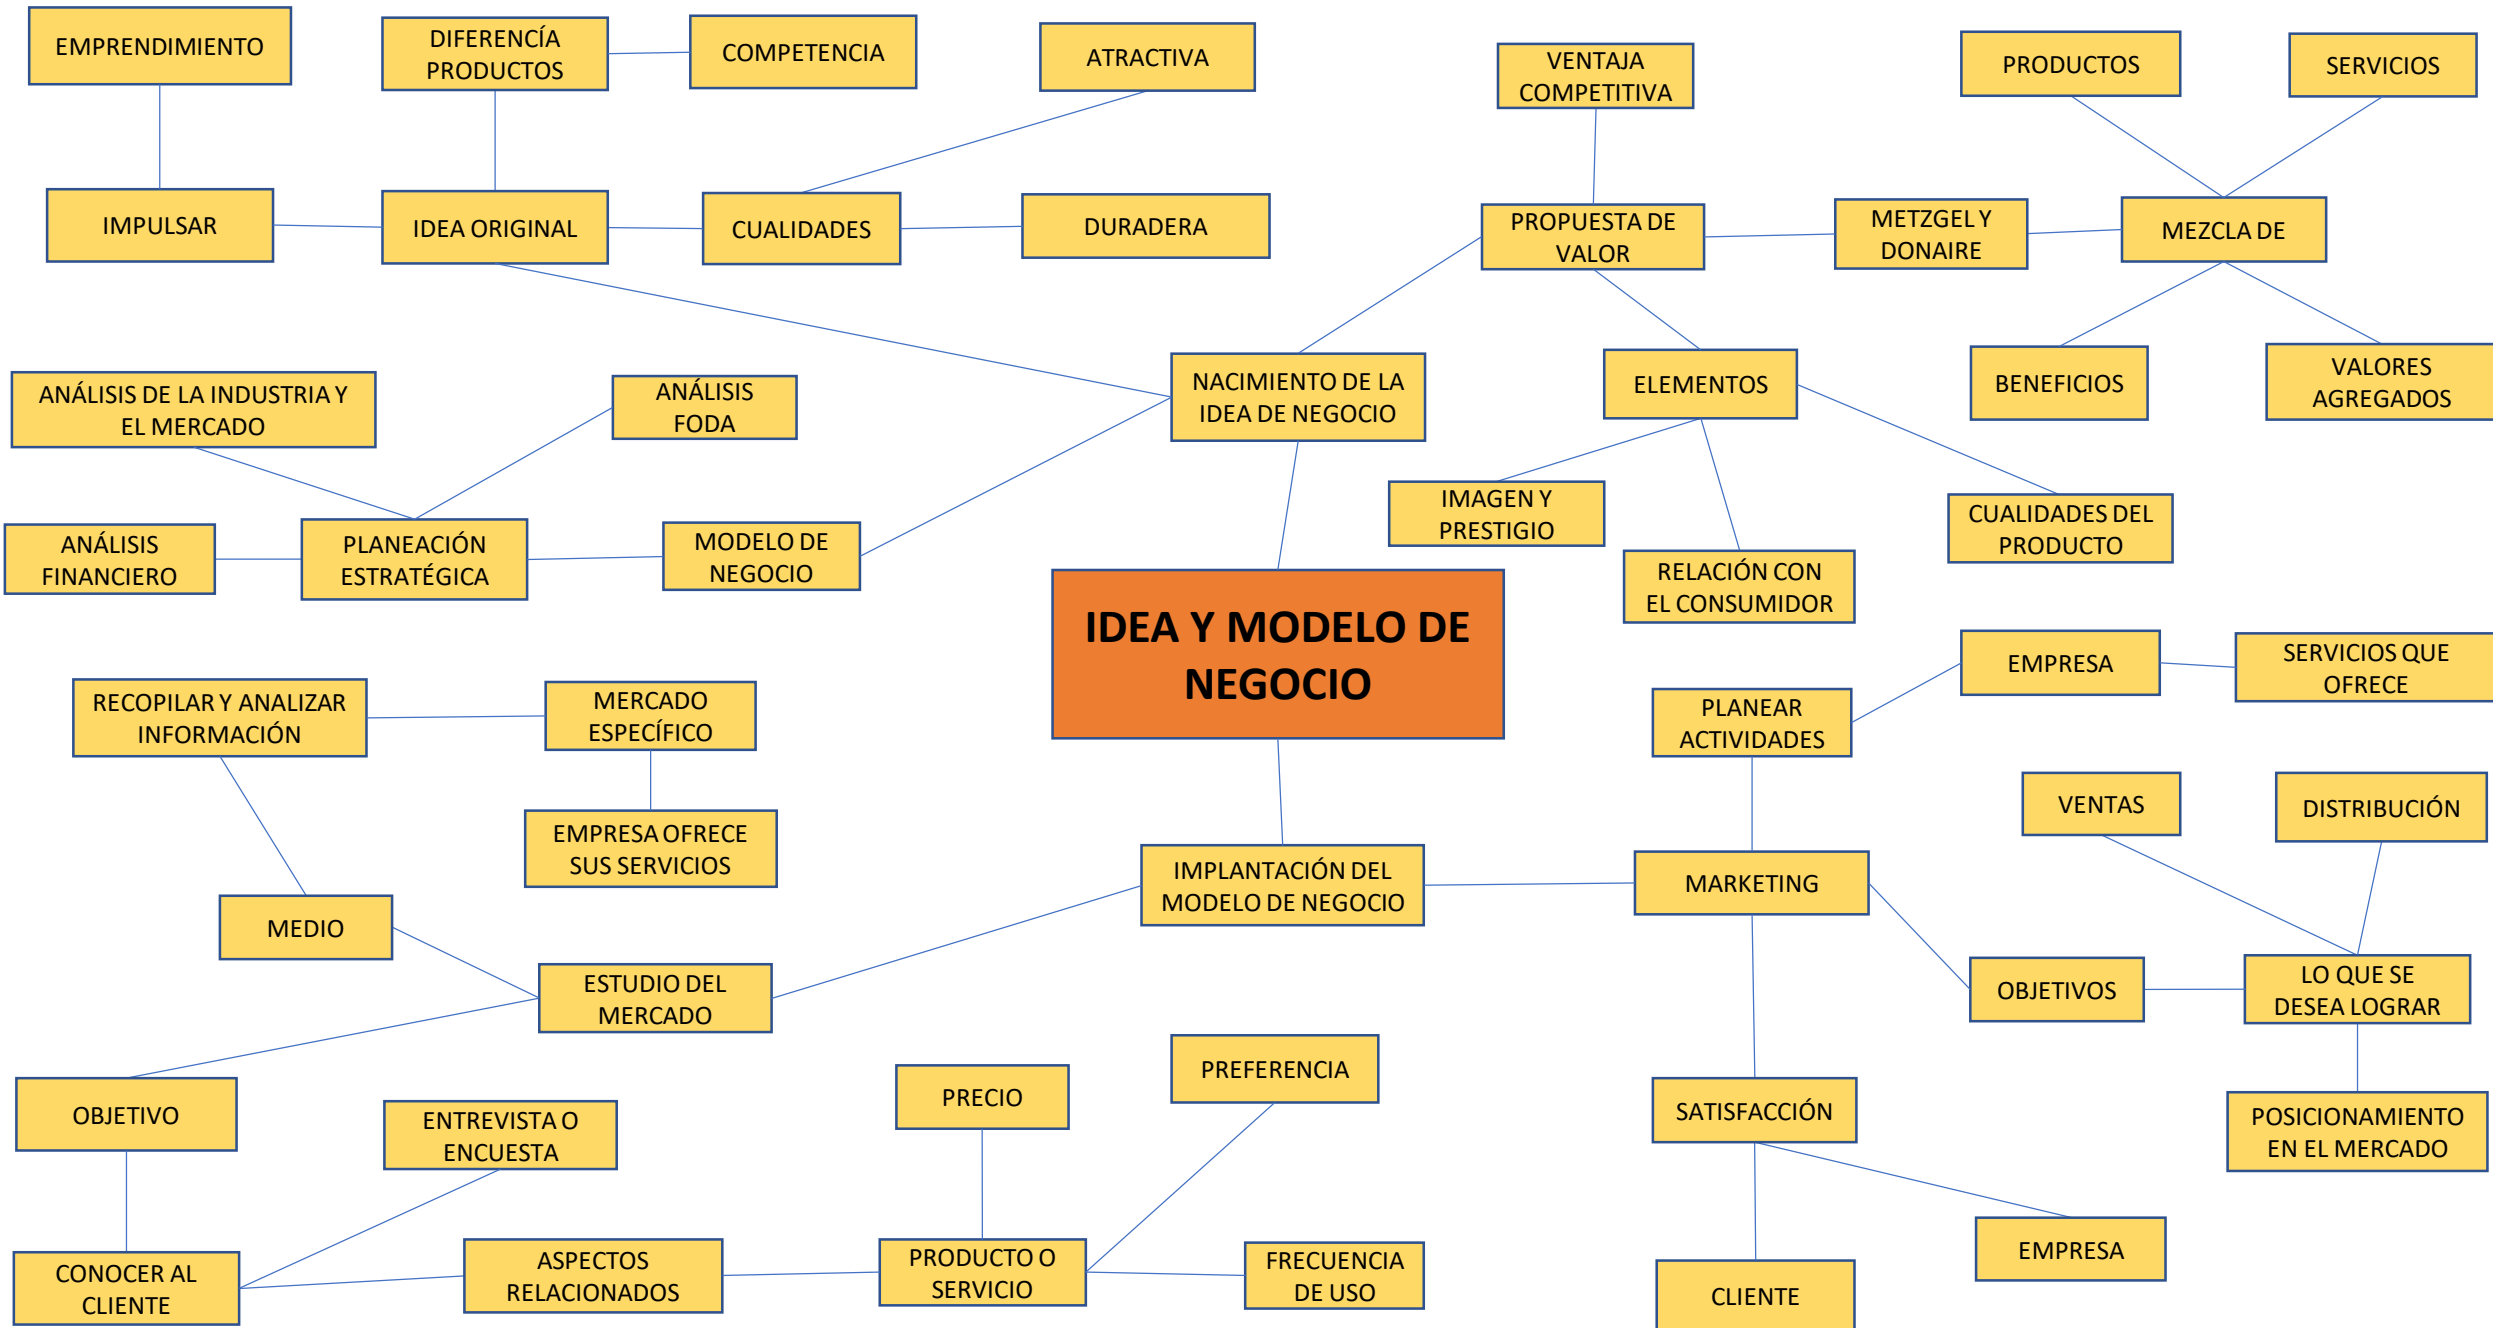 EMPRENDIMIENTO
DIFERENCÍA
PRODUCTOS
COMPETENCIA
ATRACTIVA
VENTAJA
COMPETITIVA
PRODUCTOS
SERVICIOS
IMPULSAR
IDEA ORIGINAL
CUALIDADES
DURADERA
PROPUESTA DE
VALOR
METZGEL Y
DONAIRE
MEZCLA DE
ANÁLISIS DE LA INDUSTRIA Y
EL MERCADO
ANÁLISIS
FODA
NACIMIENTO DE LA
IDEA DE NEGOCIO
ELEMENTOS
BENEFICIOS
VALORES
AGREGADOS
ANÁLISIS
FINANCIERO
PLANEACIÓN
ESTRATÉGICA
MODELO DE
NEGOCIO
IMAGEN Y
PRESTIGIO
RELACIÓN CON
EL CONSUMIDOR
CUALIDADES DEL
PRODUCTO
IDEA Y MODELO DE
NEGOCIO
EMPRESA
SERVICIOS QUE
OFRECE
RECOPILAR Y ANALIZAR
INFORMACIÓN
MERCADO
ESPECÍFICO
PLANEAR
ACTIVIDADES
EMPRESA OFRECE
SUS SERVICIOS
VENTAS
DISTRIBUCIÓN
MEDIO
IMPLANTACIÓN DEL
MODELO DE NEGOCIO
MARKETING
ESTUDIO DEL
MERCADO
OBJETIVOS
LO QUE SE
DESEA LOGRAR
OBJETIVO
ENTREVISTA O
ENCUESTA
PRECIO
PREFERENCIA
SATISFACCIÓN
POSICIONAMIENTO
EN EL MERCADO
CONOCER AL
CLIENTE
ASPECTOS
RELACIONADOS
PRODUCTO O
SERVICIO
FRECUENCIA
DE USO
CLIENTE
EMPRESA